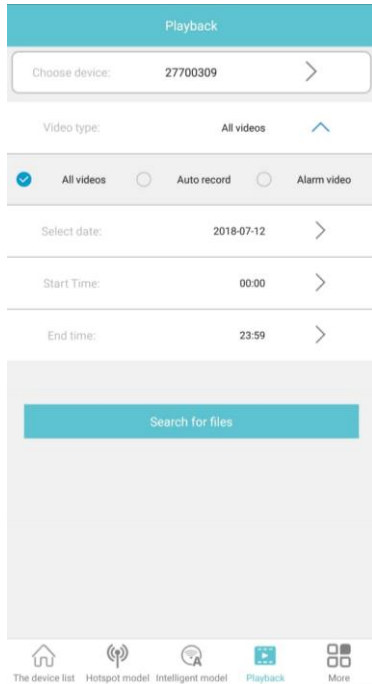 Playback
Choose device: 27700309
Video type: All videos
All videos Auto record Alarm video
Select date: 2018-07-12
Start Time: 00:00
End time: 23:59
Search for files
The device list Hotspot model Intelligent model Playback More